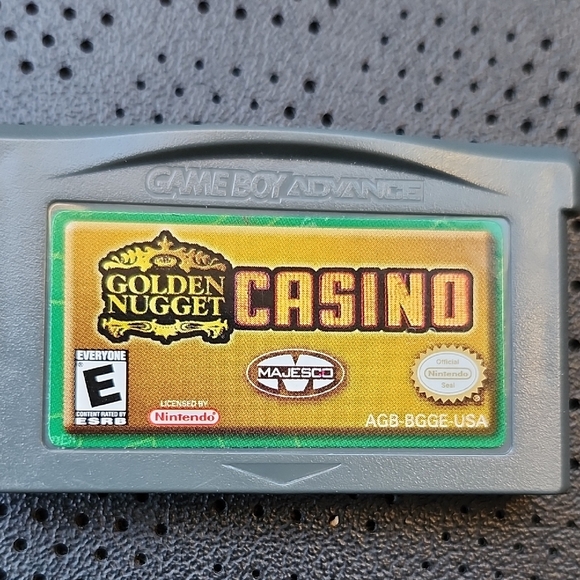 GAME BOY ADVANCE
GOLDEN
NUGGET
CASINO
EVERYONE
E
CONTENT RATED BY
ESRB
LICENSED BY
Nintendo
MAJESCO
Official
Nintendo
Seal
AGB-BGGE-USA